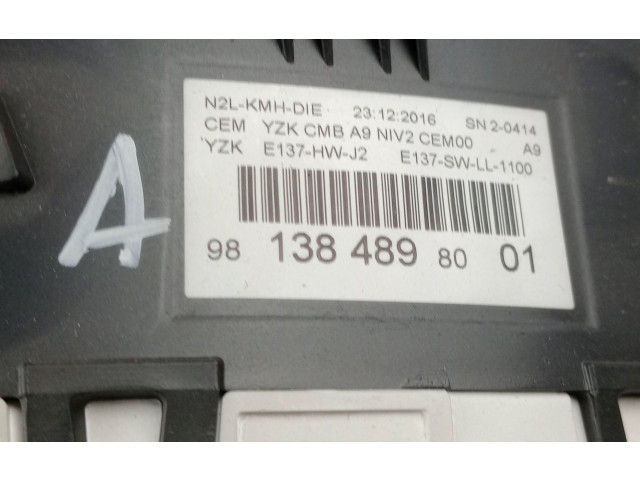 N2L-KMH-DIE 23:12:2016 SN 2-0414
CEM YZK CMB A9 NIV2 CEM00 A9
YZK E137-HW-J2 E137-SW-LL-1100
98 138 489 80 01
A